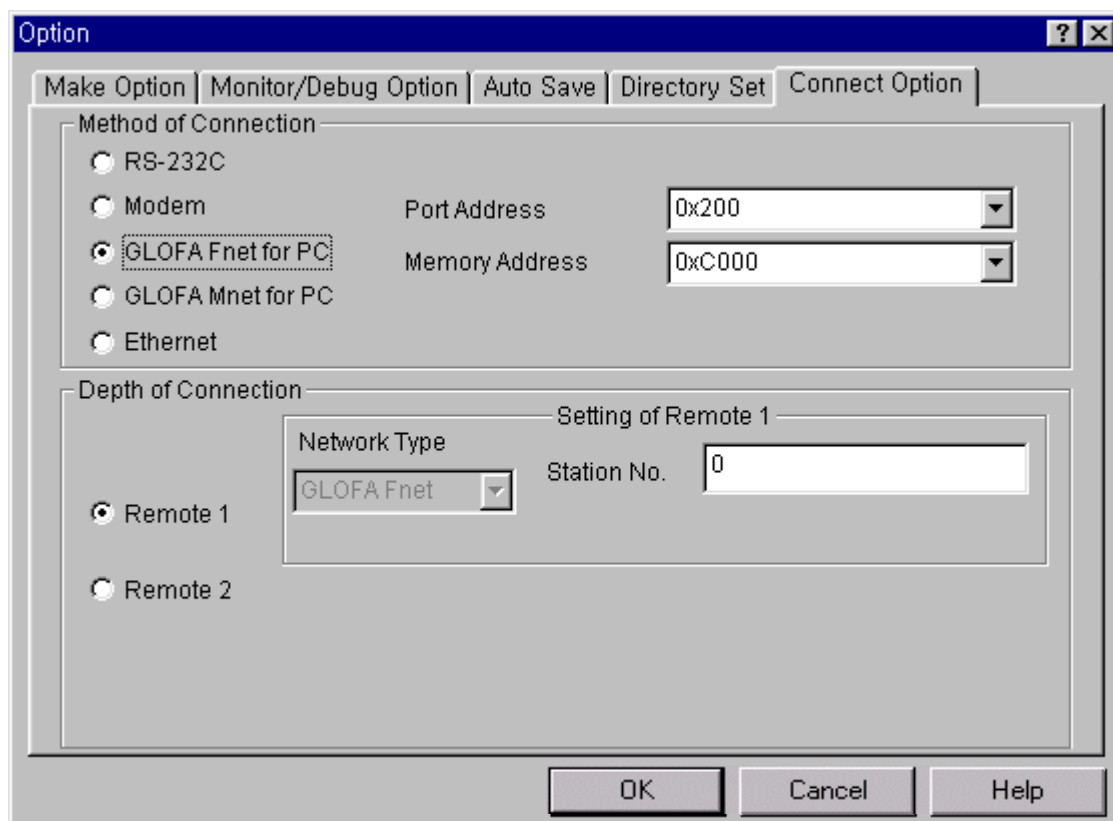 Option
Make Option Monitor/Debug Option Auto Save Directory Set Connect Option
Method of Connection
RS-232C
Modem
Port Address 0x200
GLOFA Fnet for PC
Memory Address 0xC000
GLOFA Mnet for PC
Ethernet
Depth of Connection
Setting of Remote 1
Network Type
Station No. 0
GLOFA Fnet
Remote 1
Remote 2
OK Cancel Help